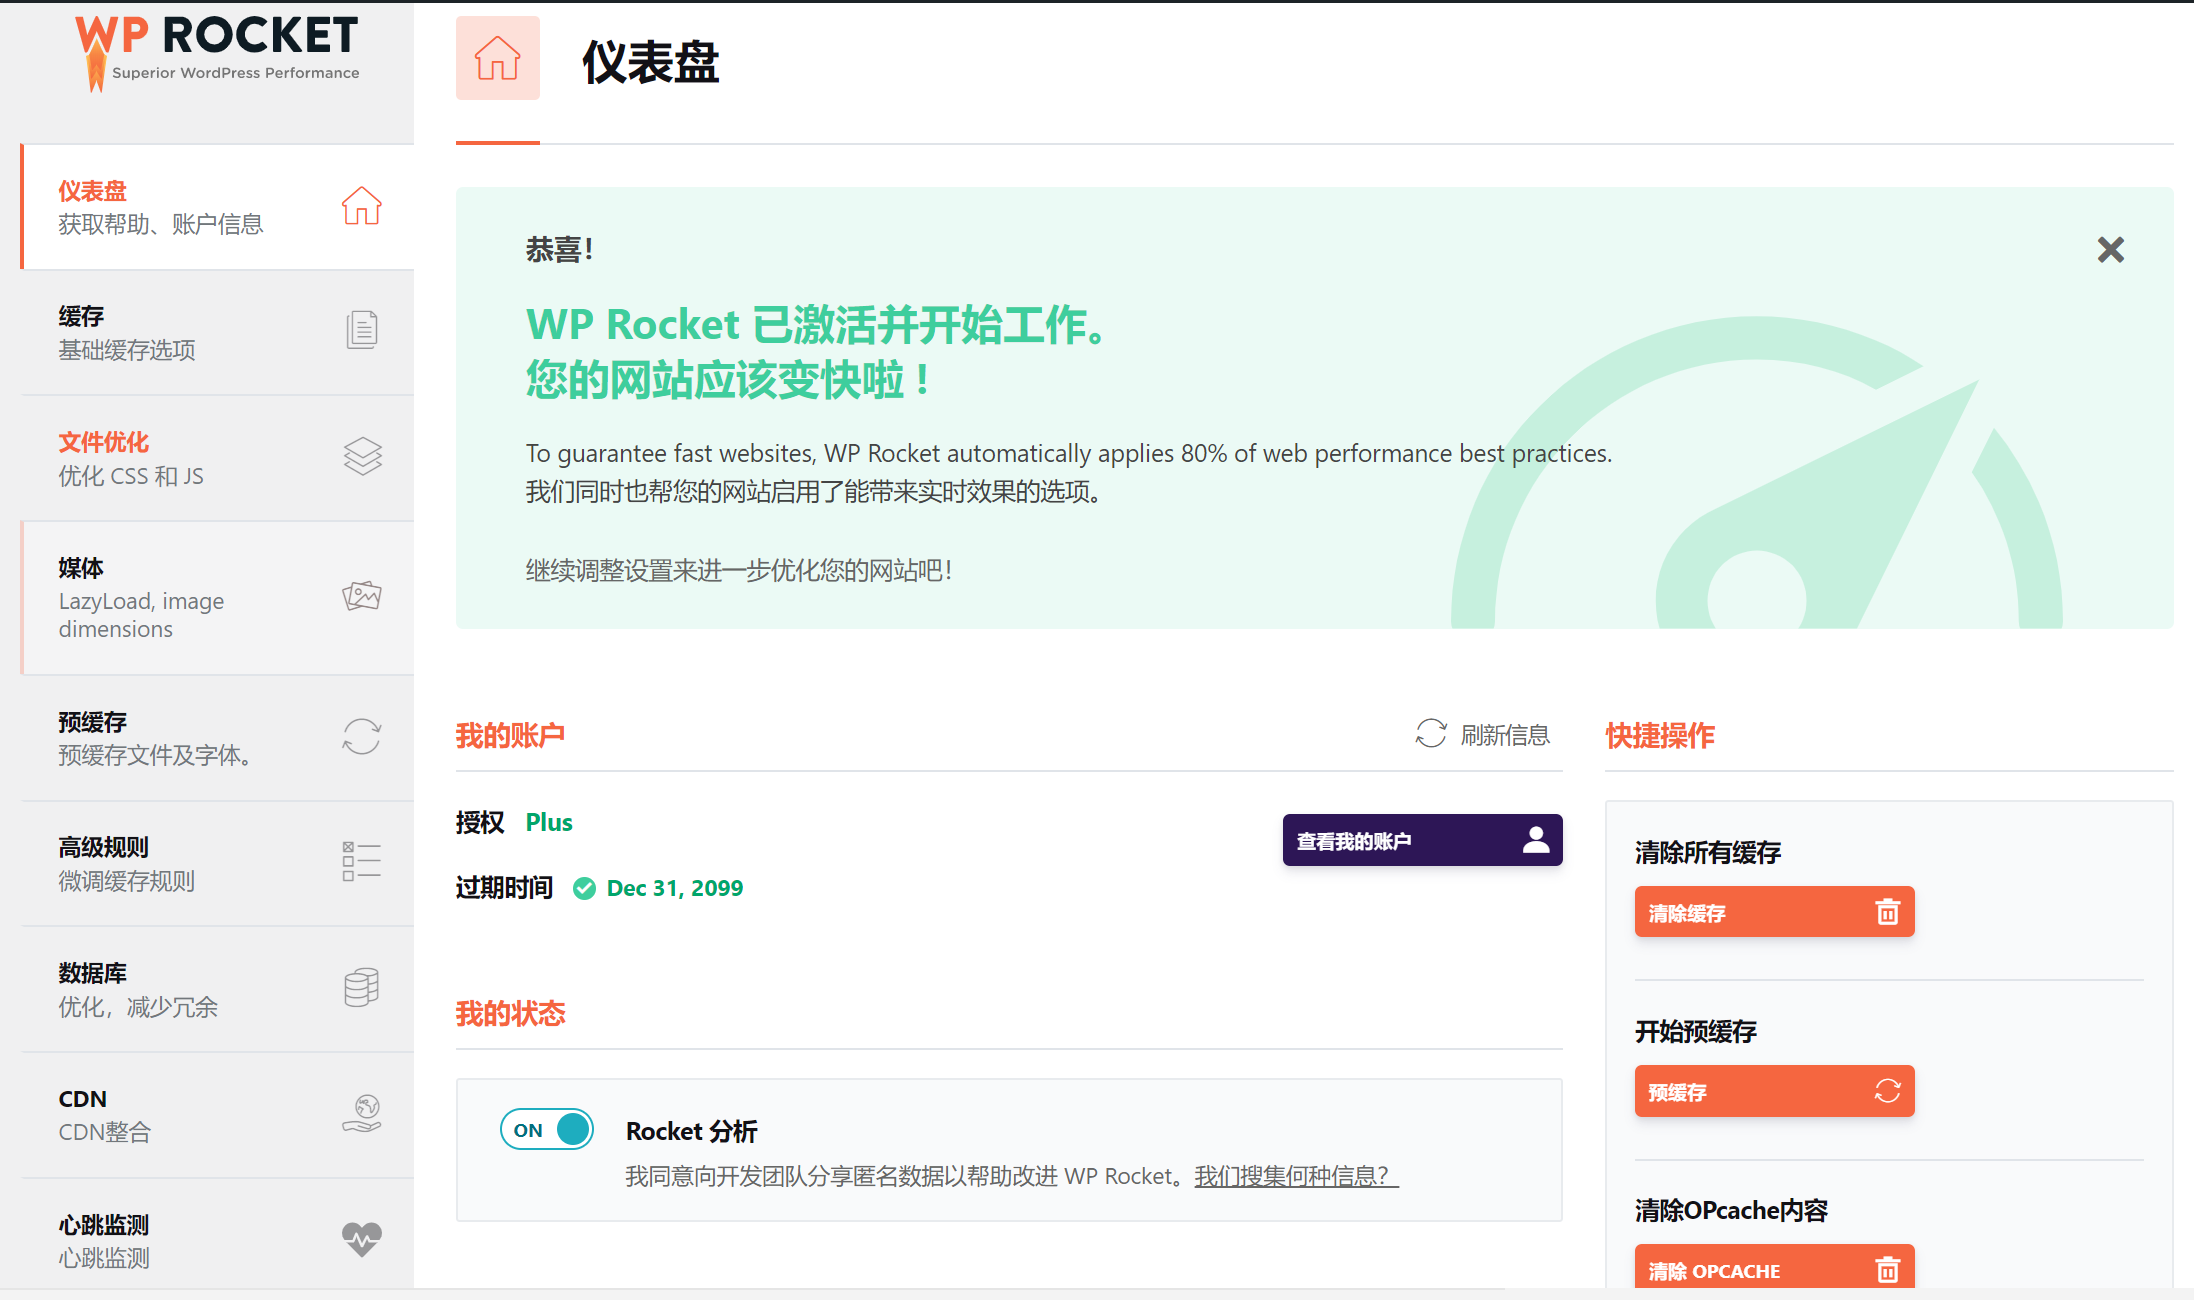 WP ROCKET
Superior WordPress Performance
仪表盘
获取帮助、账户信息
缓存
基础缓存选项
文件优化
优化 CSS 和 JS
媒体
LazyLoad, image
dimensions
预缓存
预缓存文件及字体。
高级规则
微调缓存规则
数据库
优化，减少冗余
CDN
CDN整合
心跳监测
心跳监测
仪表盘
恭喜！
WP Rocket 已激活并开始工作。
您的网站应该变快啦！
To guarantee fast websites, WP Rocket automatically applies 80% of web performance best practices.
我们同时也帮您的网站启用了能带来实时效果的选项。
继续调整设置来进一步优化您的网站吧！
我的账户
刷新信息
授权 Plus
查看我的账户
过期时间 Dec 31, 2099
我的状态
ON
Rocket 分析
我同意向开发团队分享匿名数据以帮助改进 WP Rocket。我们搜集何种信息？
快捷操作
清除所有缓存
清除缓存
开始预缓存
预缓存
清除OPcache内容
清除 OPCACHE